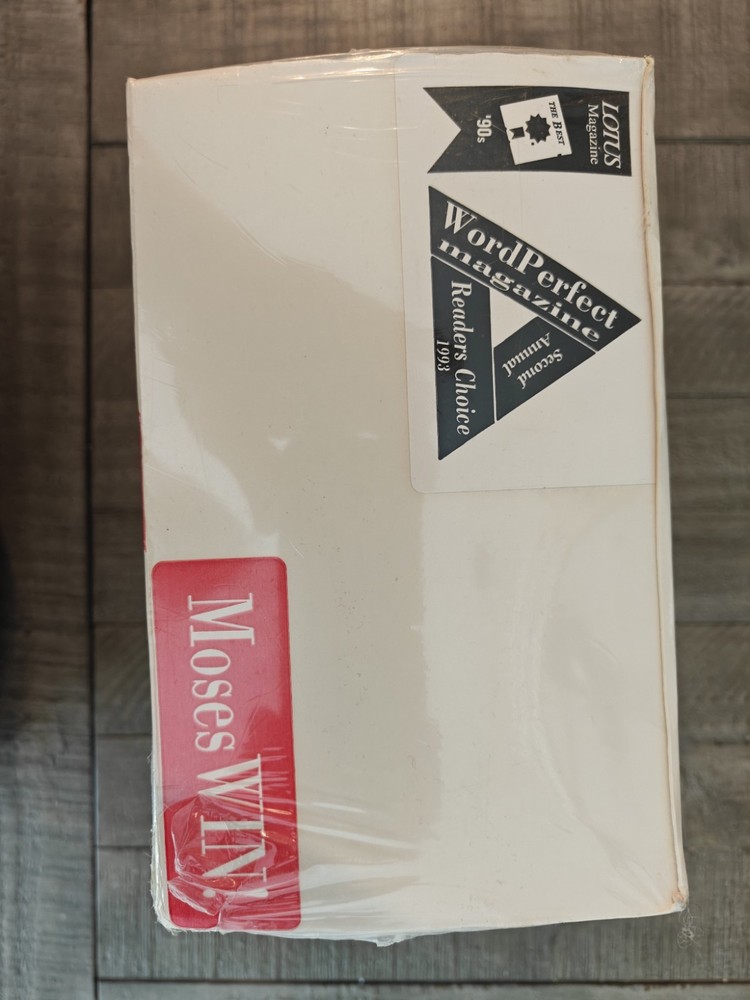 LOTUS
Magazine
THE BEST
'90s
WordPerfect
magazine
Second
Annual
Readers Choice
1993
Moses WIN!